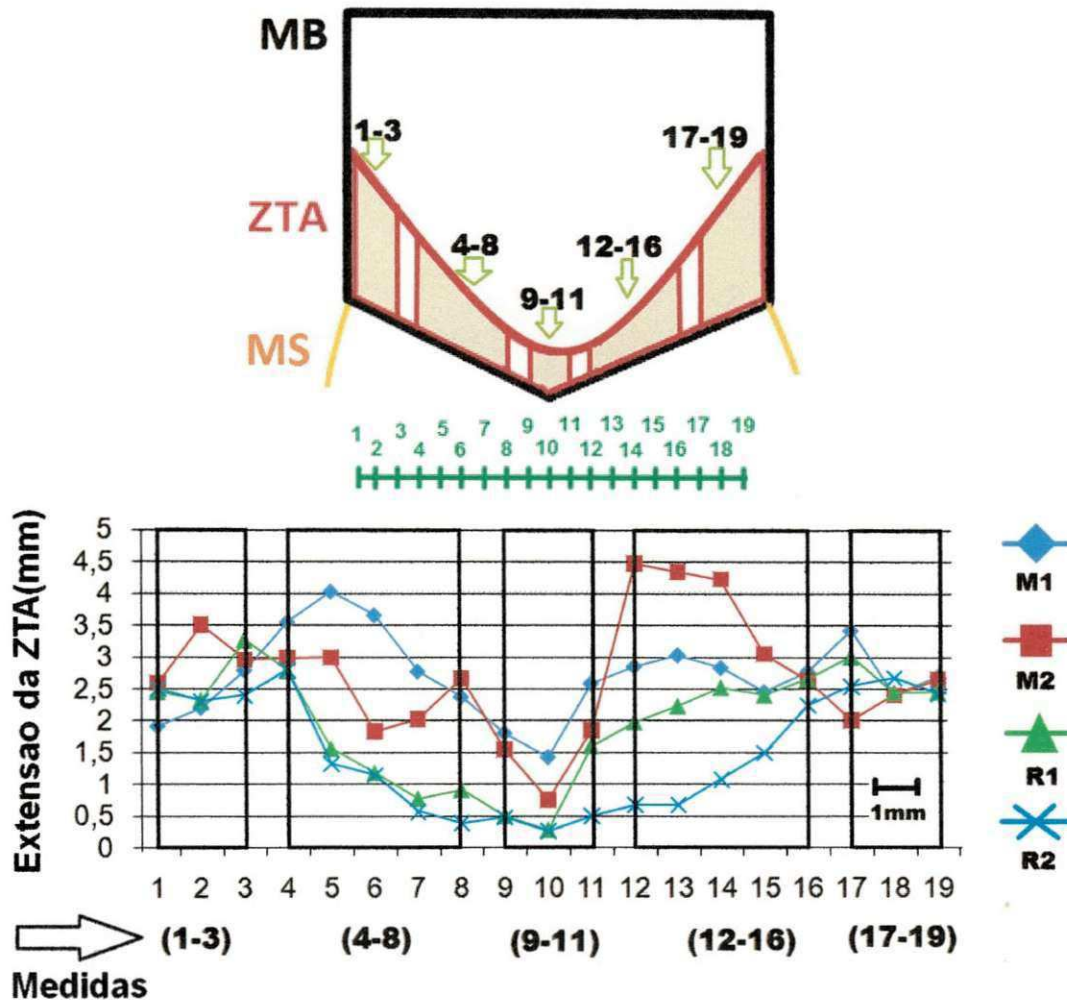 MB
1-3
17-19
ZTA
4-8
12-16
9-11
MS
1 3 5 7 9 11 13 15 17 19
2 4 6 8 10 12 14 16 18
Extensao da ZTA(mm)
5
4,5
4
3,5
3
2,5
2
1,5
1
0,5
0
1 2 3 4 5 6 7 8 9 10 11 12 13 14 15 16 17 18 19
1mm
M1
M2
R1
R2
(1-3) (4-8) (9-11) (12-16) (17-19)
Medidas